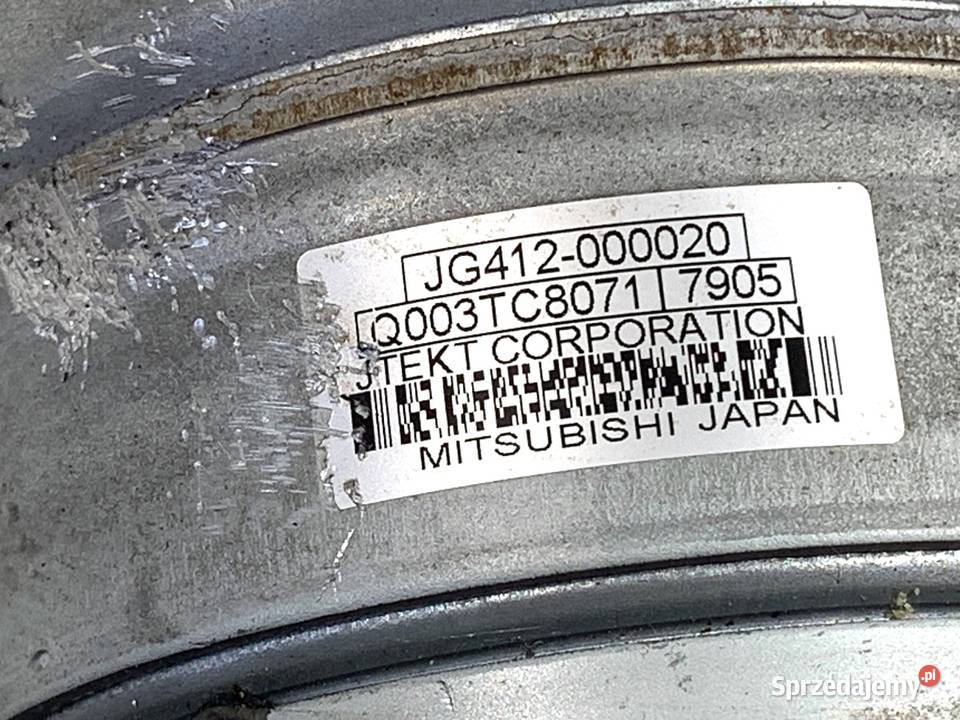 JG412-000020
Q003TC8071 7905
JTEKT CORPORATION
MITSUBISHI JAPAN
Sprzedajemy.pl